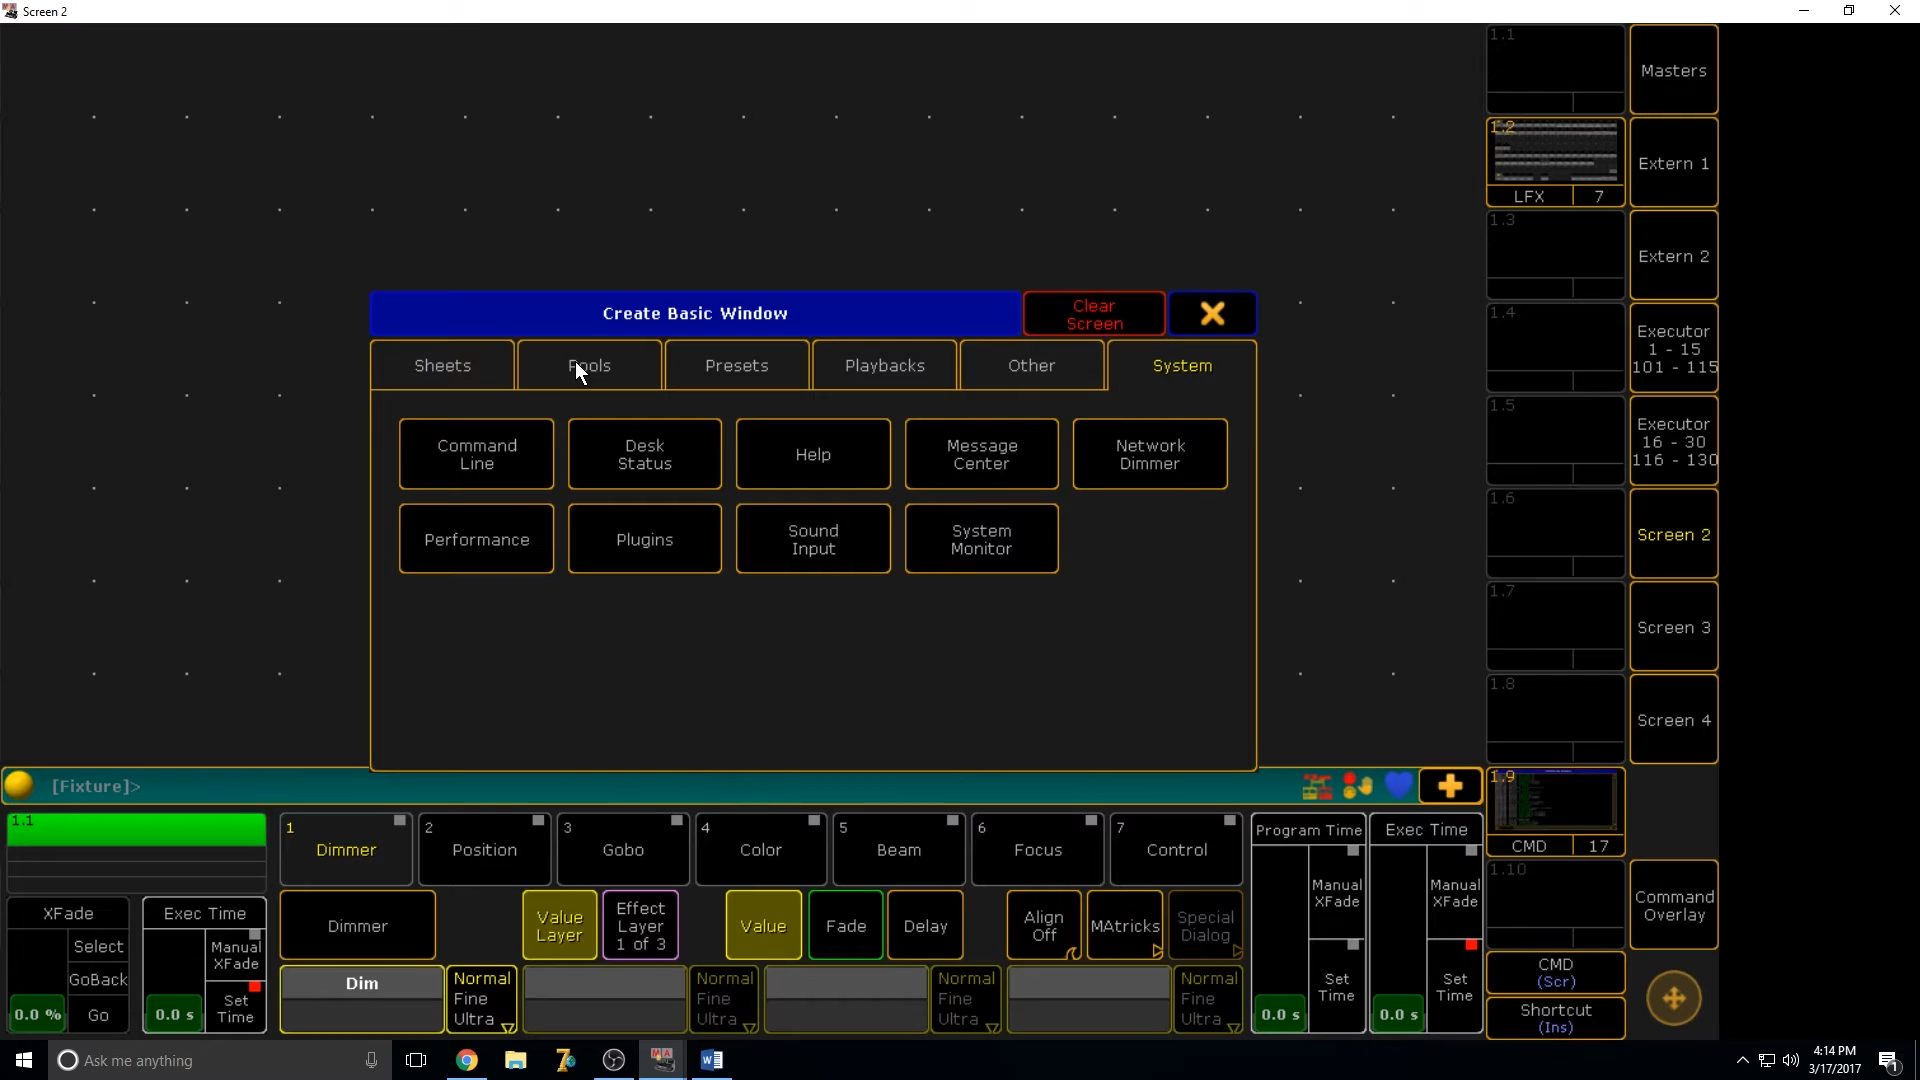 Screen 2
Create Basic Window
Clear
Screen
Sheets
Pools
Presets
Playbacks
Other
System
Command
Line
Desk
Status
Help
Message
Center
Network
Dimmer
Performance
Plugins
Sound
Input
System
Monitor
1.1
1.2
LFX 7
1.3
1.4
1.5
1.6
1.7
1.8
1.9
CMD 17
1.10
CMD
(Scr)
Shortcut
(Ins)
Masters
Extern 1
Extern 2
Executor
1 - 15
101 - 115
Executor
16 - 30
116 - 130
Screen 2
Screen 3
Screen 4
Command
Overlay
[Fixture]>
1.1
1
Dimmer
2
Position
3
Gobo
4
Color
5
Beam
6
Focus
7
Control
XFade
Select
GoBack
Go
0.0 %
Exec Time
Manual
XFade
Set
Time
0.0 s
Dimmer
Value
Layer
Effect
Layer
1 of 3
Value
Fade
Delay
Align
Off
MAtricks
Special
Dialog
Dim
Normal
Fine
Ultra
Normal
Fine
Ultra
Normal
Fine
Ultra
Normal
Fine
Ultra
Program Time
Manual
XFade
Set
Time
0.0 s
Exec Time
Manual
XFade
Set
Time
0.0 s
Ask me anything
4:14 PM
3/17/2017
1